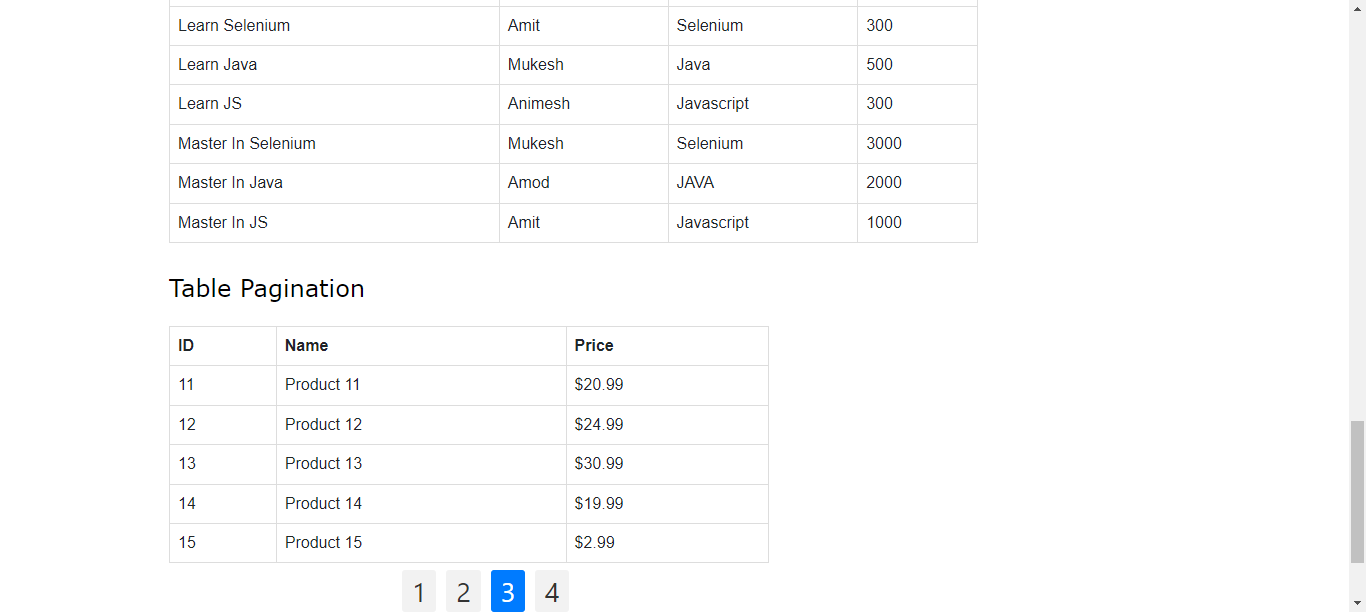 Learn Selenium Amit Selenium 300
Learn Java Mukesh Java 500
Learn JS Animesh Javascript 300
Master In Selenium Mukesh Selenium 3000
Master In Java Amod JAVA 2000
Master In JS Amit Javascript 1000
Table Pagination
ID Name Price
11 Product 11 $20.99
12 Product 12 $24.99
13 Product 13 $30.99
14 Product 14 $19.99
15 Product 15 $2.99
1 2 3 4